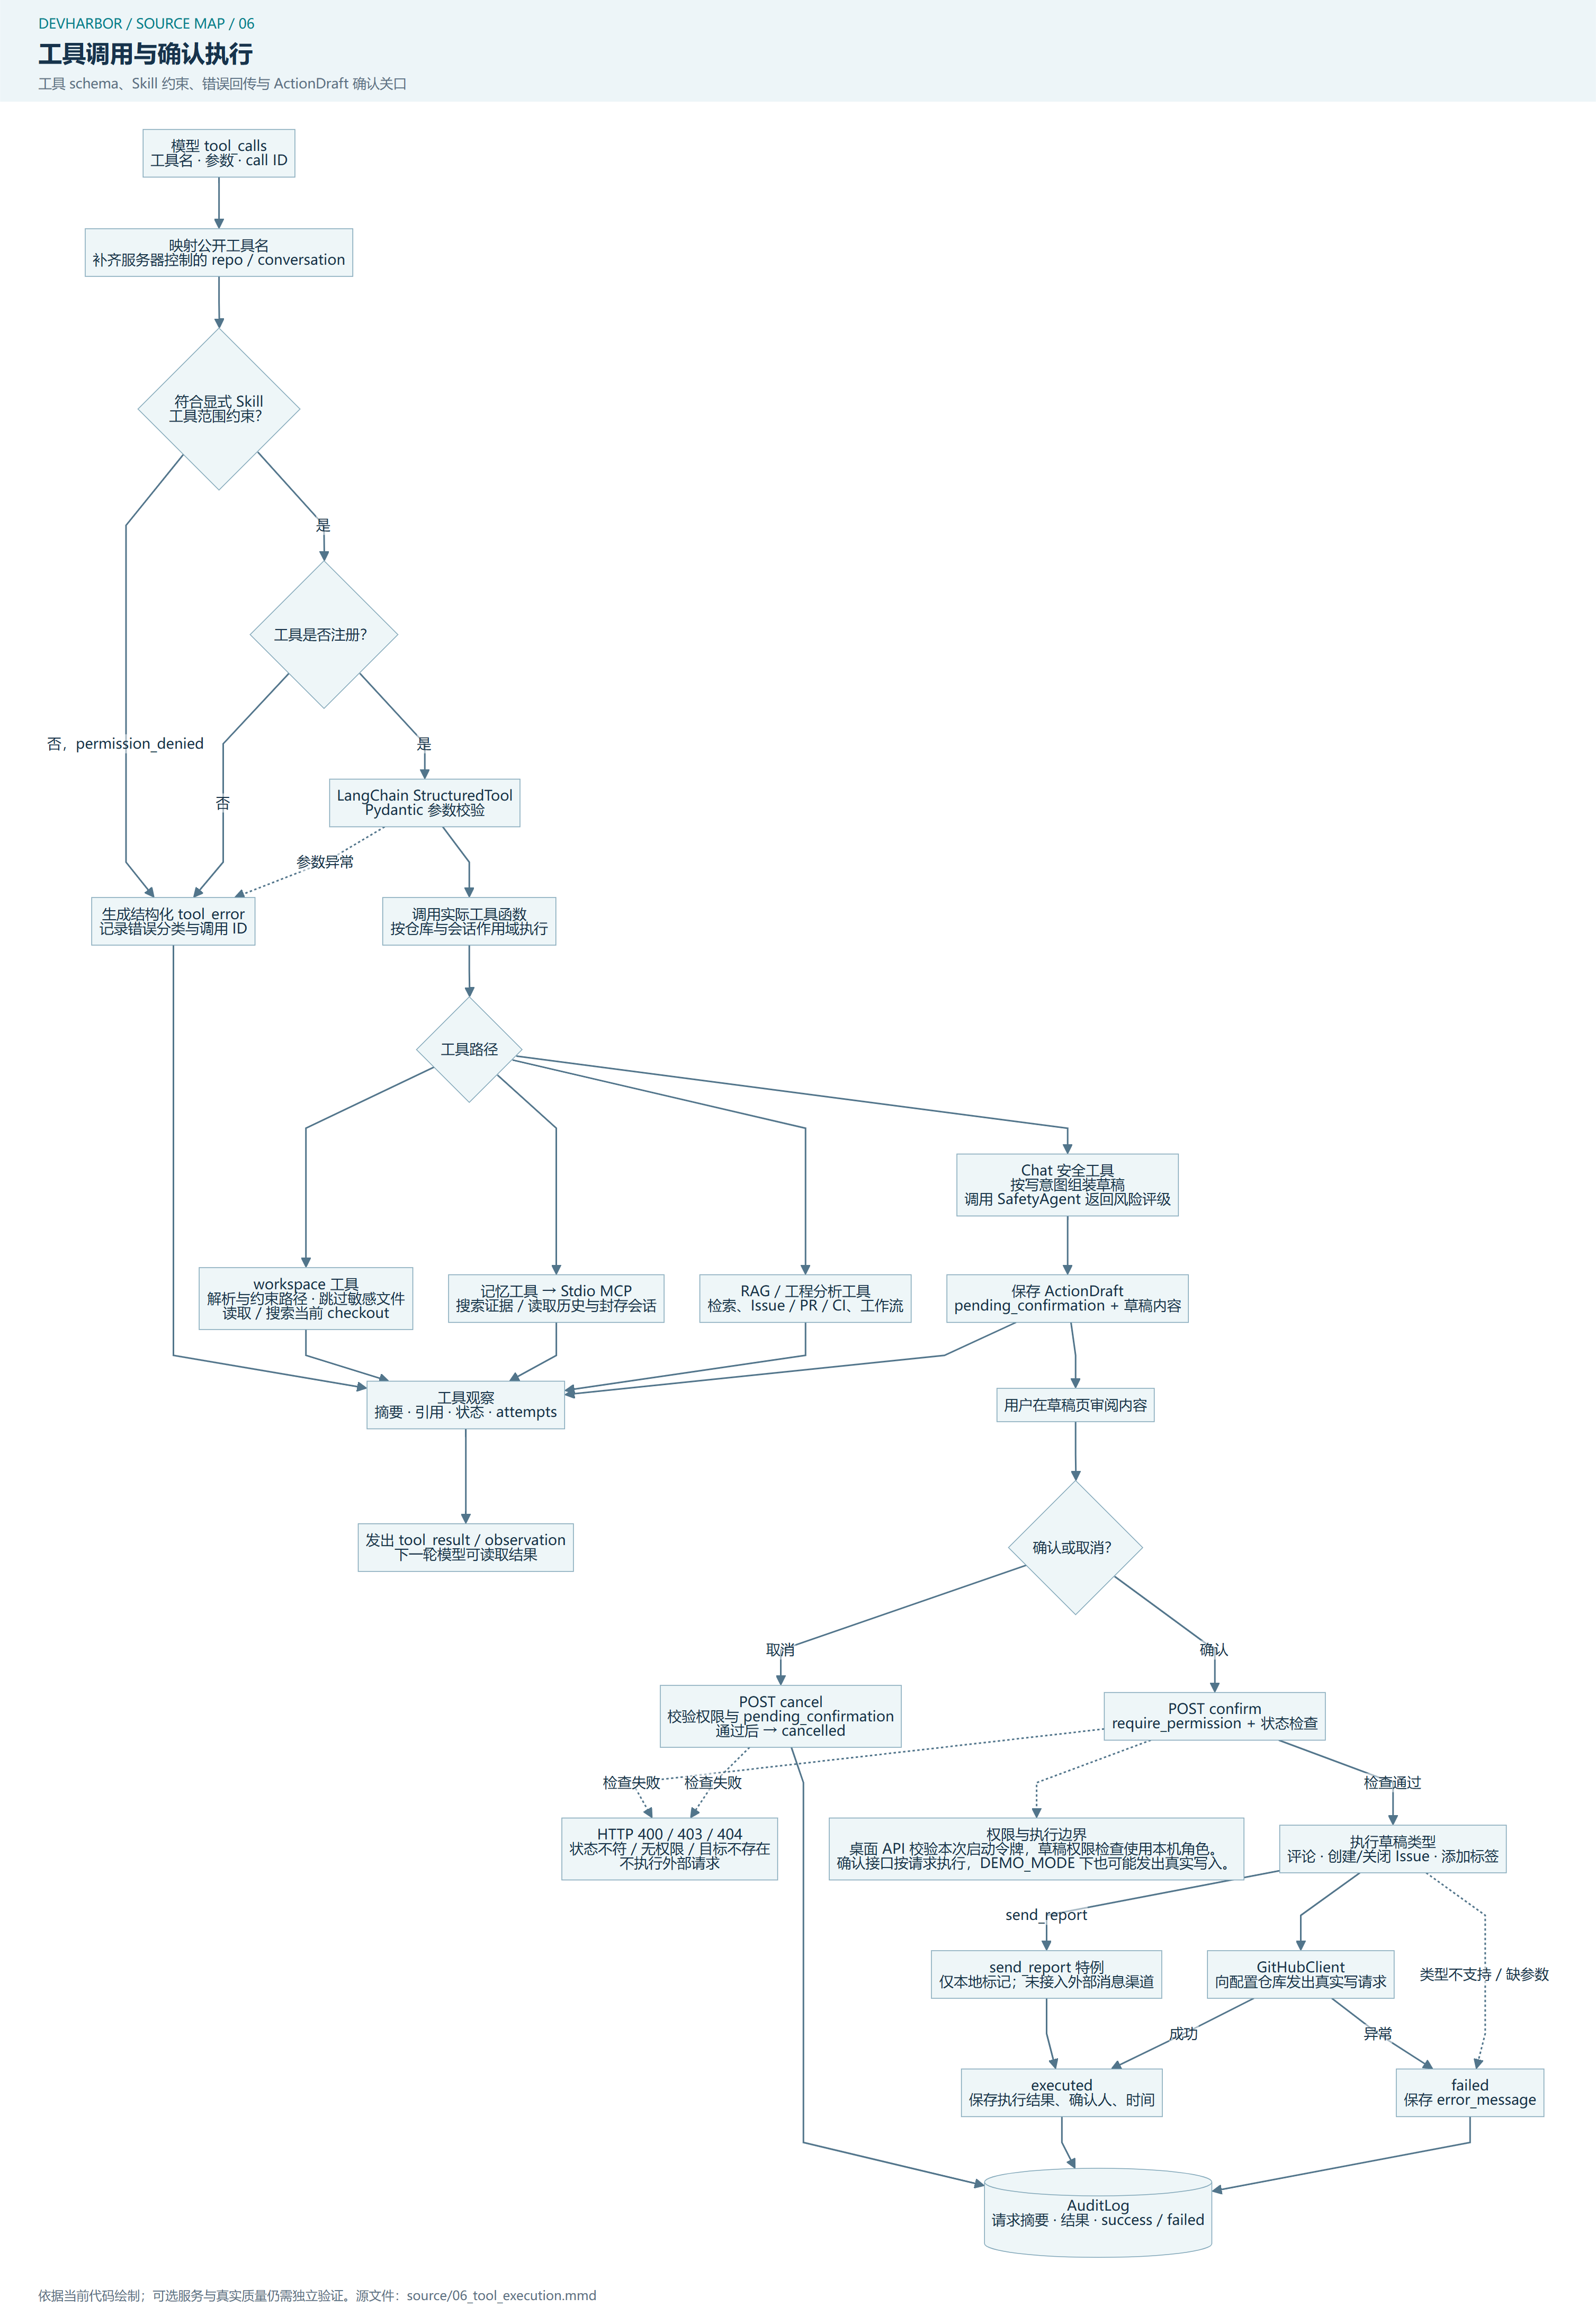 DEVHARBOR / SOURCE MAP / 06
工具调用与确认执行
工具 schema、Skill 约束、错误回传与 ActionDraft 确认关口
模型 tool_calls
工具名 · 参数 · call ID
映射公开工具名
补齐服务器控制的 repo / conversation
符合显式 Skill
工具范围约束?
是
工具是否注册?
否，permission_denied
是
否
LangChain StructuredTool
Pydantic 参数校验
参数异常
生成结构化 tool_error
记录错误分类与调用 ID
调用实际工具函数
按仓库与会话作用域执行
工具路径
Chat 安全工具
按写意图组装草稿
调用 SafetyAgent 返回风险评级
workspace 工具
解析与约束路径 · 跳过敏感文件
读取 / 搜索当前 checkout
记忆工具 → Stdio MCP
搜索证据 / 读取历史与封存会话
RAG / 工程分析工具
检索、Issue / PR / CI、工作流
保存 ActionDraft
pending_confirmation + 草稿内容
工具观察
摘要 · 引用 · 状态 · attempts
用户在草稿页审阅内容
发出 tool_result / observation
下一轮模型可读取结果
确认或取消?
取消
确认
POST cancel
校验权限与 pending_confirmation
通过后 → cancelled
POST confirm
require_permission + 状态检查
检查失败
检查失败
检查通过
HTTP 400 / 403 / 404
状态不符 / 无权限 / 目标不存在
不执行外部请求
权限与执行边界
桌面 API 校验本次启动令牌，草稿权限检查使用本机角色。
确认接口按请求执行，DEMO_MODE 下也可能发出真实写入。
执行草稿类型
评论 · 创建/关闭 Issue · 添加标签
send_report
send_report 特例
仅本地标记；未接入外部消息渠道
GitHubClient
向配置仓库发出真实写请求
类型不支持 / 缺参数
成功
异常
executed
保存执行结果、确认人、时间
failed
保存 error_message
AuditLog
请求摘要 · 结果 · success / failed
依据当前代码绘制；可选服务与真实质量仍需独立验证。源文件：source/06_tool_execution.mmd